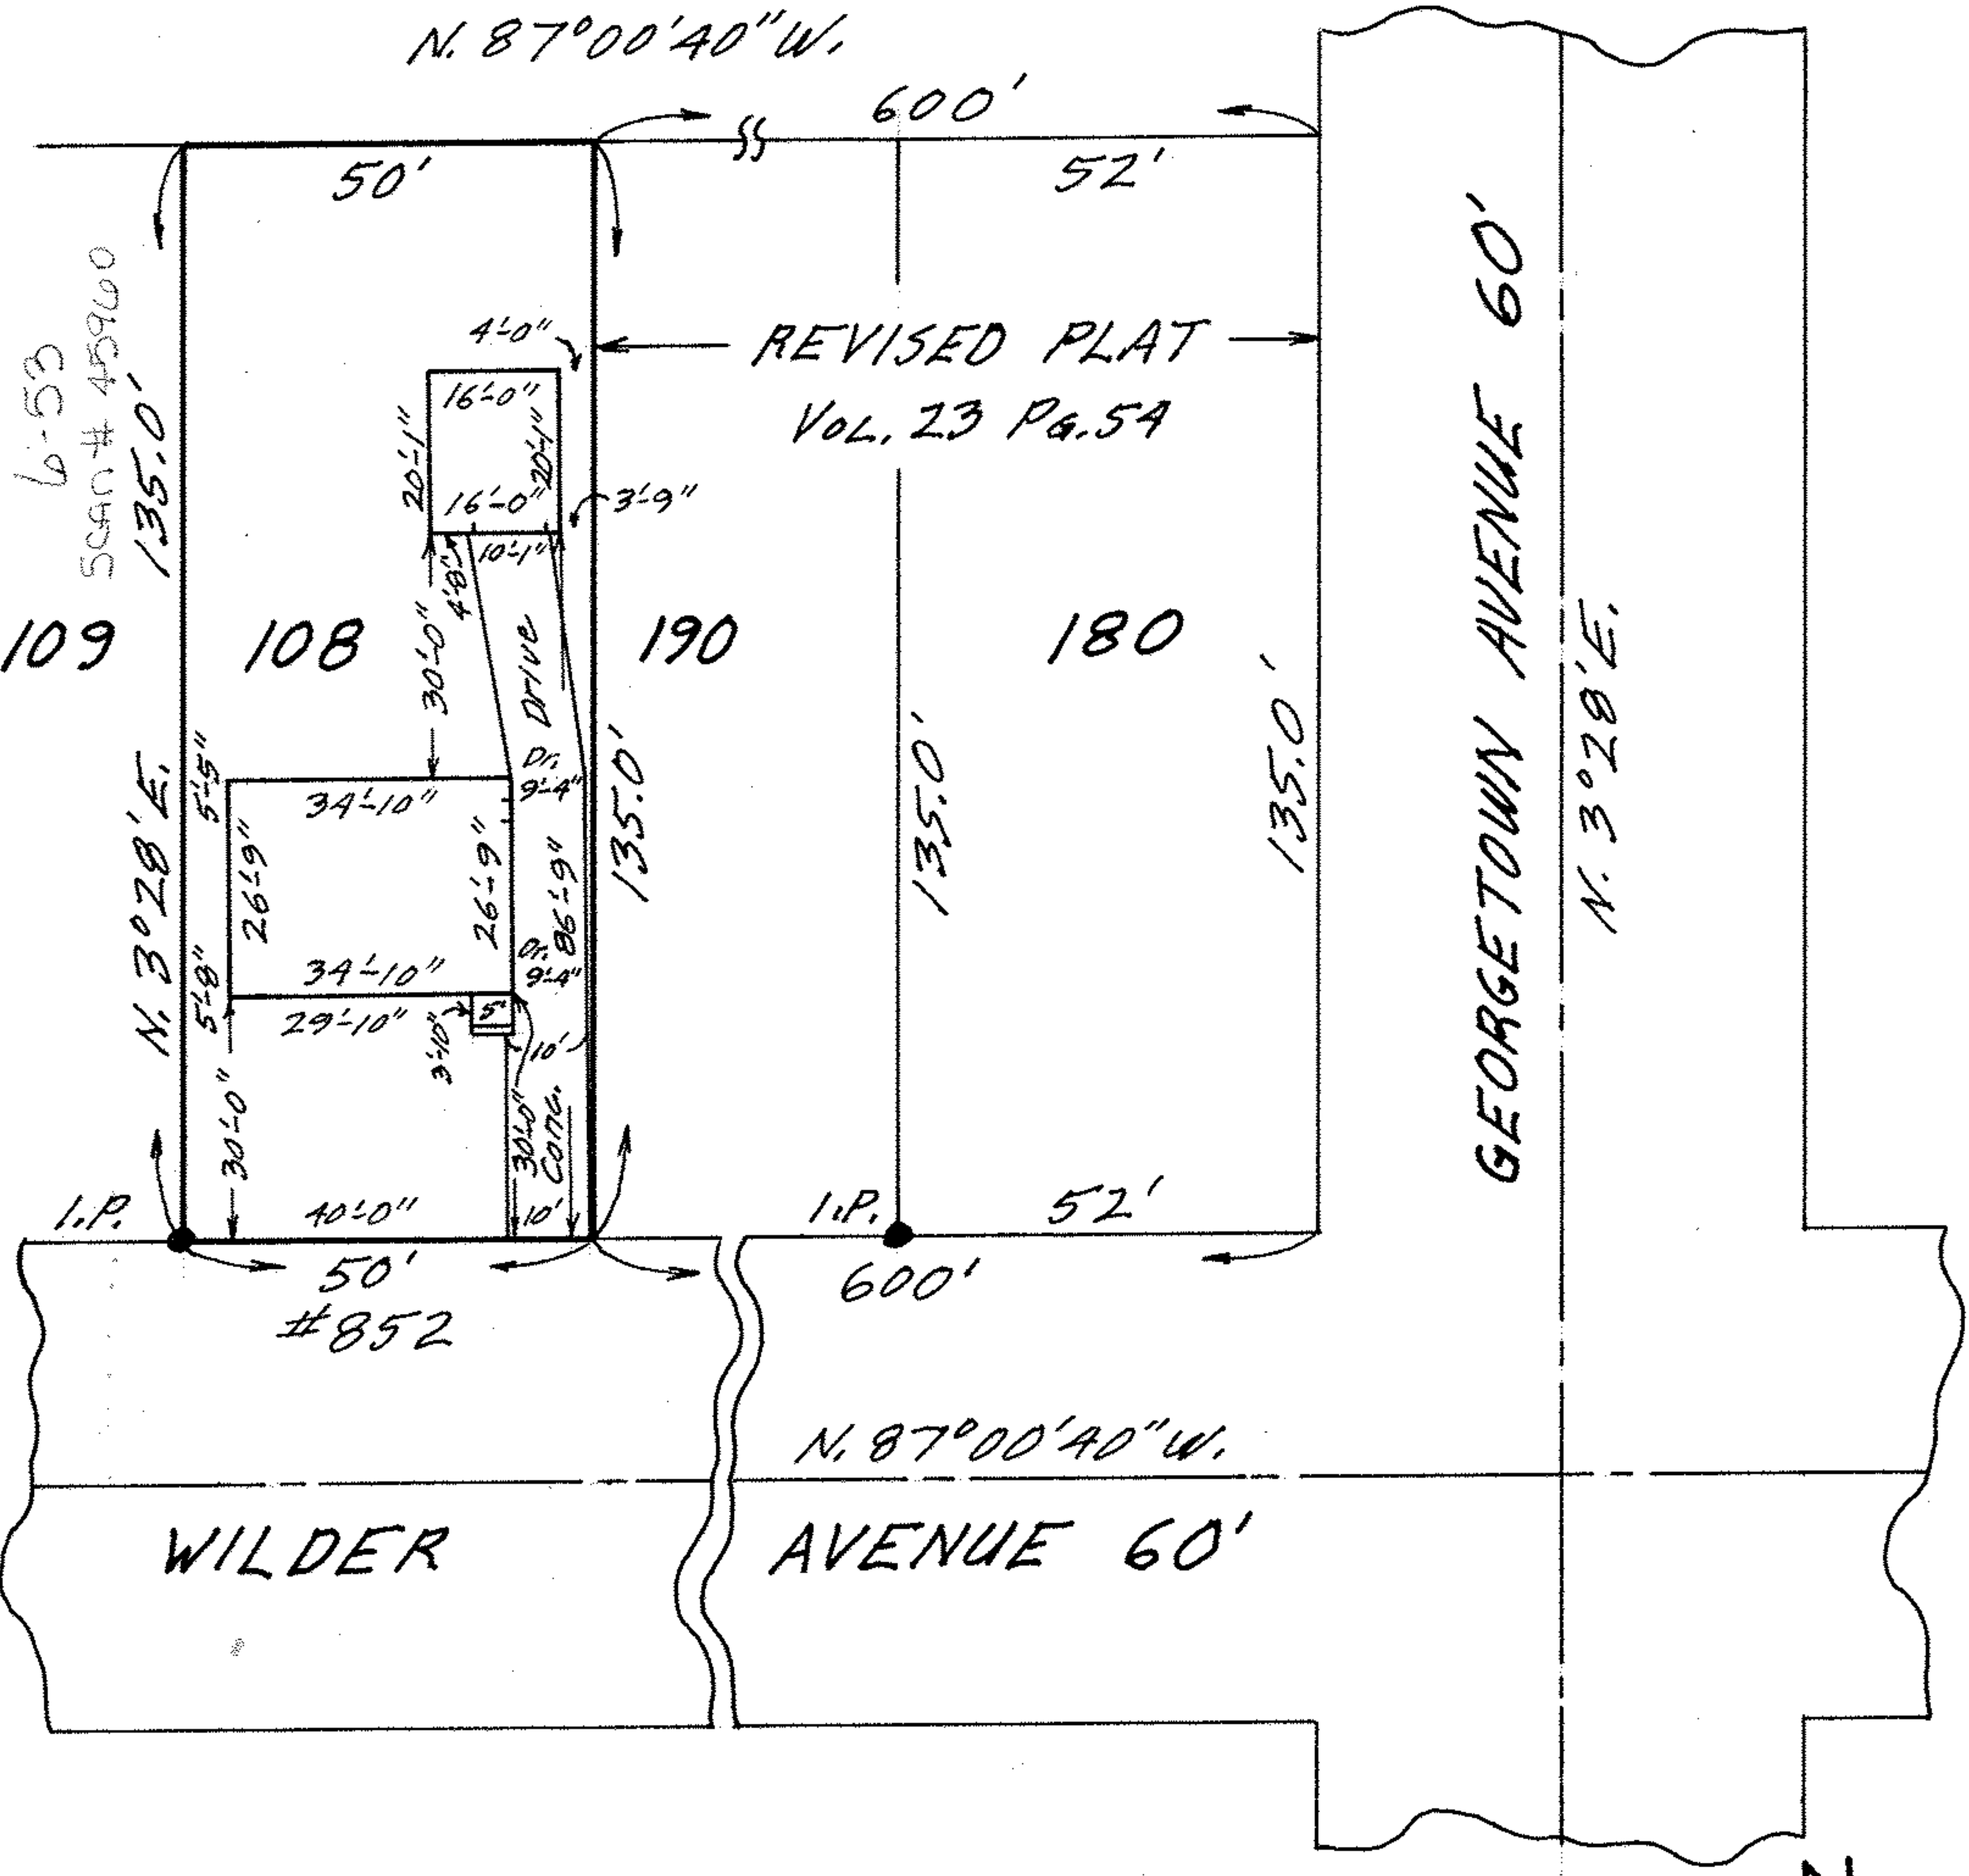 N. 87°00'40"W.
600'
50'
52'
6-53
Scan# 45960
135.0'
N. 3°28'E.
4'-0"
16'-0"
20'-1"
20'-1"
16'-0"
3'-9"
10'-1"
4'-8"
30'-0"
Drive
REVISED PLAT
VOL. 23 PG. 54
109
108
190
180
GEORGETOWN AVENUE 60'
N. 3°28'E.
Dr.
9'-4"
5'-5"
34'-10"
26'-9"
26'-9"
86'-9"
135.0'
135.0'
135.0'
Dr.
9'-4"
34'-10"
5'-8"
29'-10"
5'
3'-10"
10'
30'-0"
30'-0"
Conc.
I.P.
40'-0"
10'
I.P.
52'
50'
600'
#852
N. 87°00'40"W.
WILDER AVENUE 60'
N